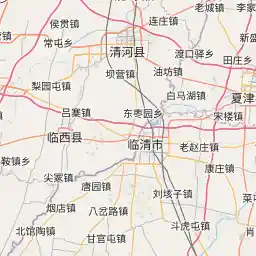 侯贯镇
连庄镇
老城镇
李家
常屯乡
清河县
渡口驿乡
新盛
田庄乡
坝营镇
油坊镇
梨园屯镇
白马湖镇
夏津
吕寨镇
东枣园乡
宋楼镇
临西县
临清市
老赵庄镇
鞍镇
康庄镇
尖冢镇
唐园镇
刘垓子镇
烟店镇
八岔路镇
斗虎屯镇
北馆陶镇
甘官屯镇